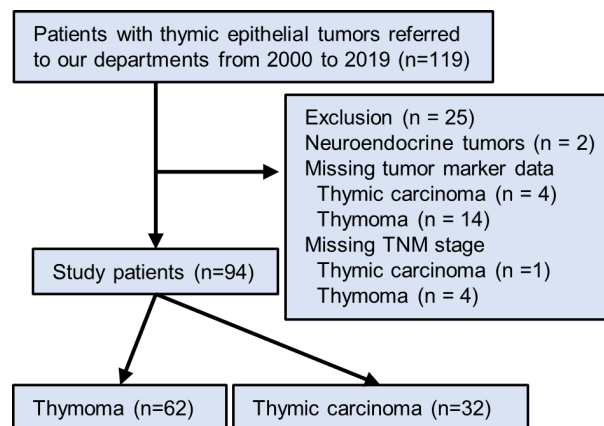 Patients with thymic epithelial tumors referred
to our departments from 2000 to 2019 (n=119)
Exclusion (n = 25)
Neuroendocrine tumors (n = 2)
Missing tumor marker data
Thymic carcinoma (n = 4)
Thymoma (n = 14)
Missing TNM stage
Thymic carcinoma (n =1)
Thymoma (n = 4)
Study patients (n=94)
Thymoma (n=62)
Thymic carcinoma (n=32)